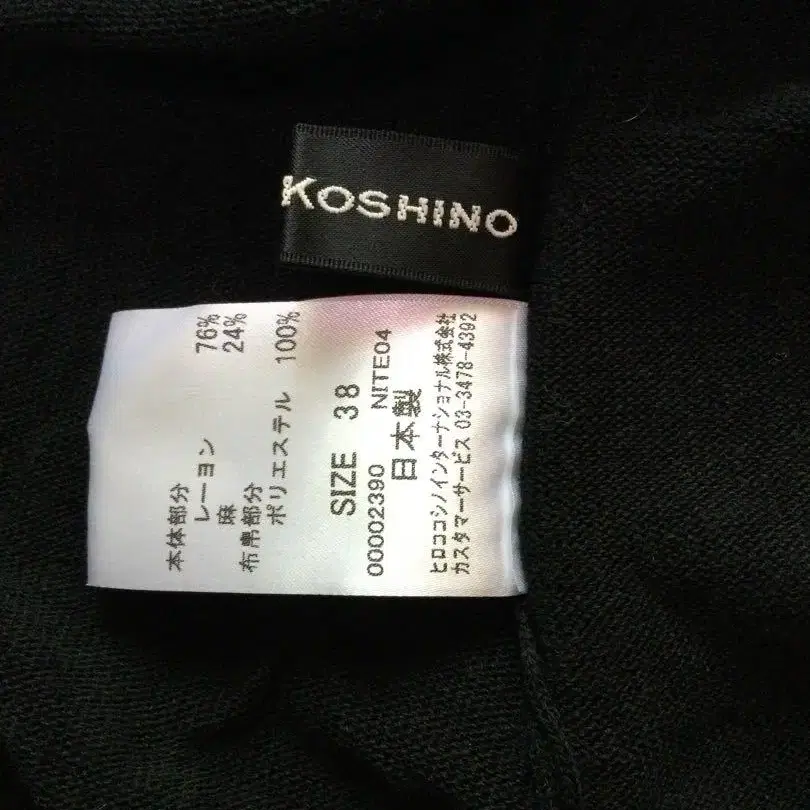 KOSHINO
本体部分
レーヨン 76%
麻 24%
布帛部分
ポリエステル 100%
SIZE 38
00002390 NITE04
日本製
ヒロココシノインターナショナル株式会社
カスタマーサービス 03-3478-4392